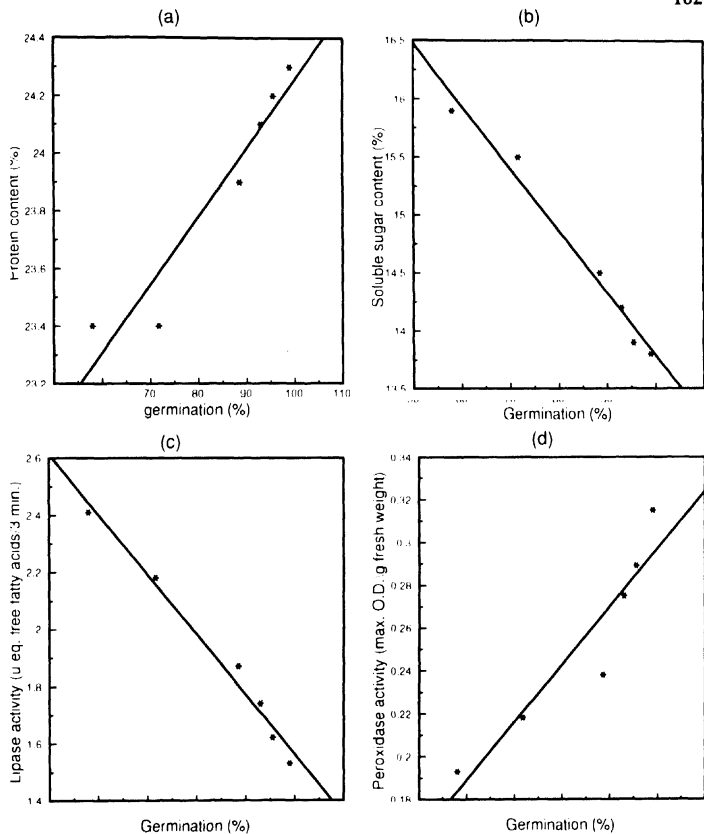 (a)
24.4
24.2
24
23.8
23.6
23.4
23.2
Protein content (%)
70
80
90
100
110
germination (%)
(b)
16.5
16
15.5
15
14.5
14
13.5
Soluble sugar content (%)
Germination (%)
(c)
2.6
2.4
2.2
2
1.8
1.6
1.4
Lipase activity (u eq. free fatty acids/3 min.)
Germination (%)
(d)
0.34
0.32
0.3
0.28
0.26
0.24
0.22
0.2
0.18
Peroxidase activity (max. O.D. g fresh weight)
Germination (%)